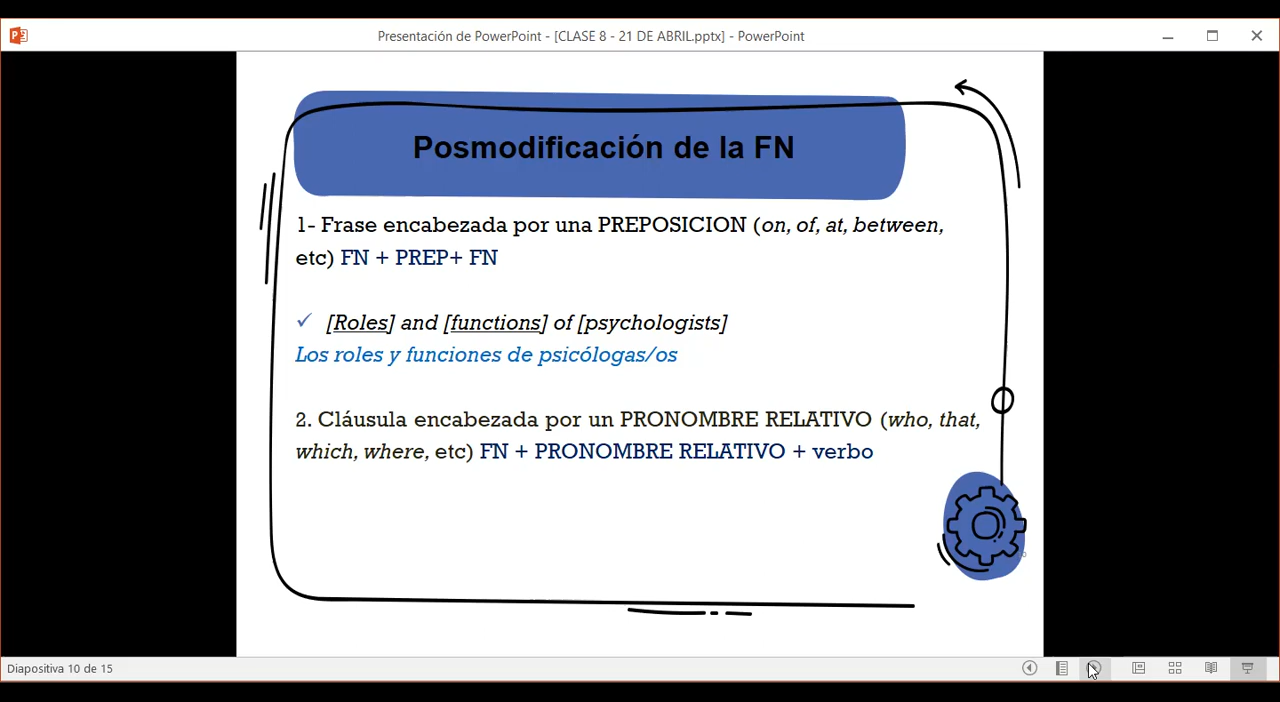 Presentación de PowerPoint - [CLASE 8 - 21 DE ABRIL.pptx] - PowerPoint
Posmodificación de la FN
1- Frase encabezada por una PREPOSICION (on, of, at, between,
etc) FN + PREP+ FN
✓ [Roles] and [functions] of [psychologists]
Los roles y funciones de psicólogas/os
2. Cláusula encabezada por un PRONOMBRE RELATIVO (who, that,
which, where, etc) FN + PRONOMBRE RELATIVO + verbo
Diapositiva 10 de 15